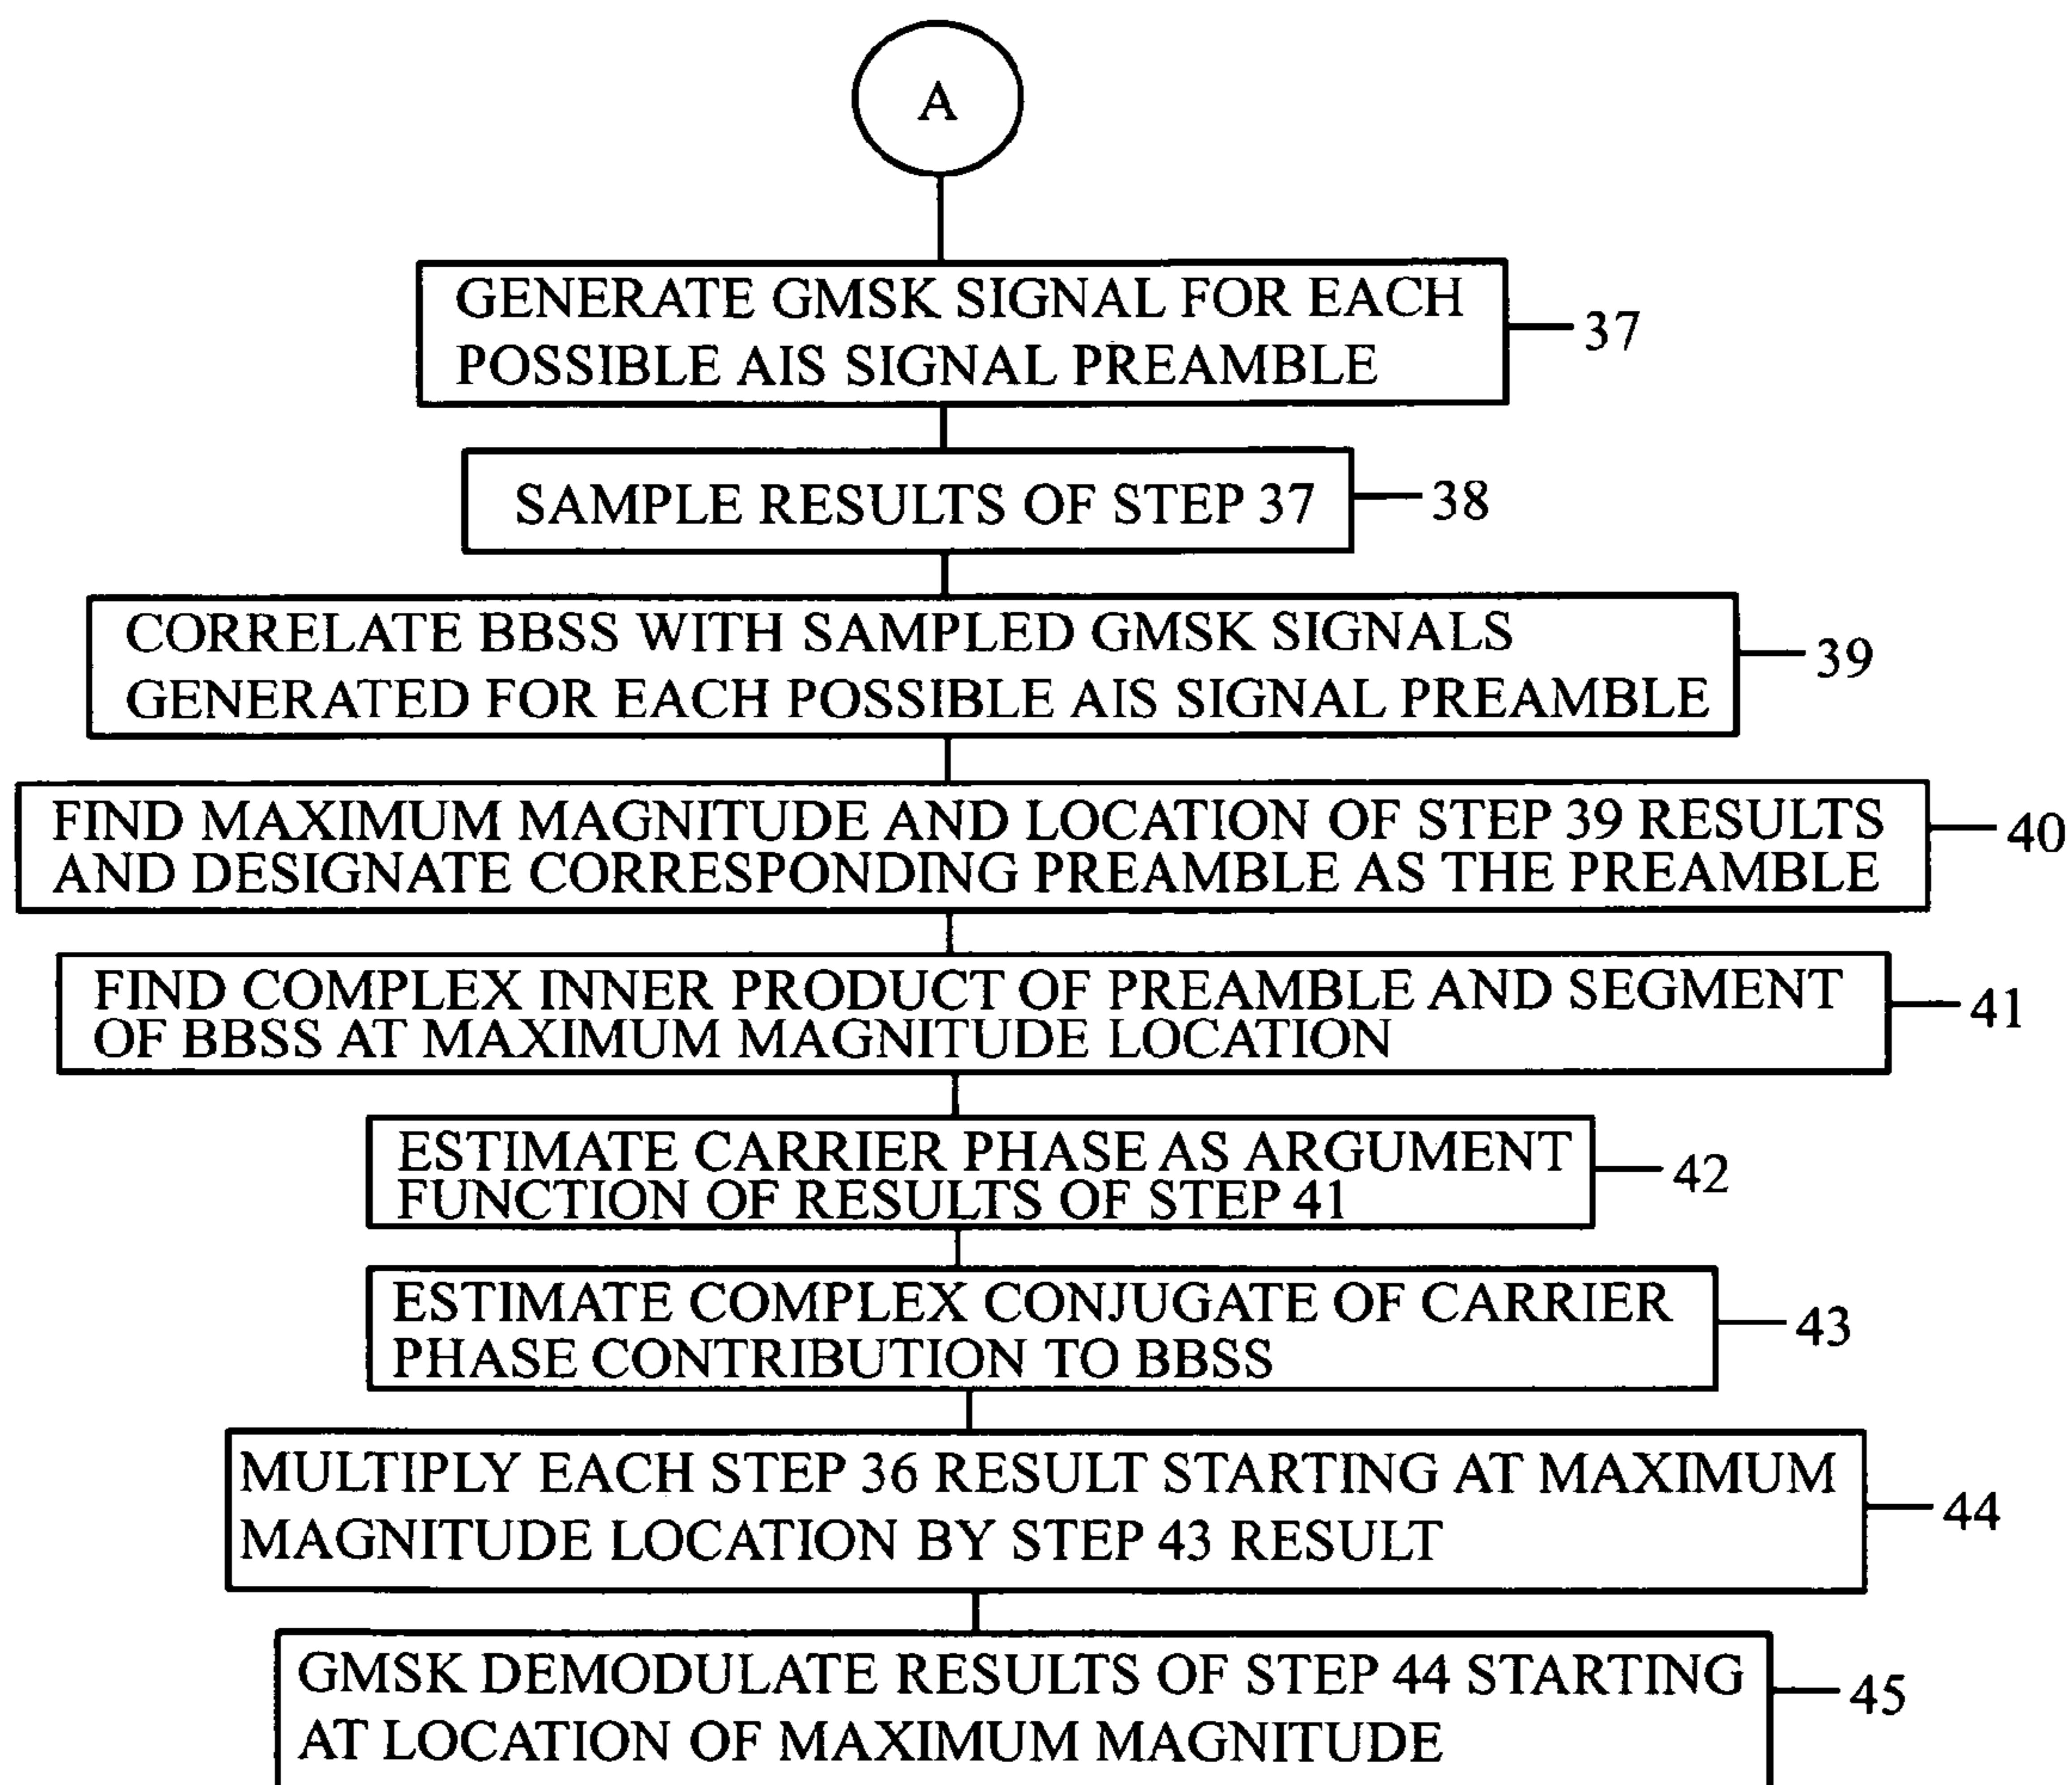 A
GENERATE GMSK SIGNAL FOR EACH
POSSIBLE AIS SIGNAL PREAMBLE
37
SAMPLE RESULTS OF STEP 37
38
CORRELATE BBSS WITH SAMPLED GMSK SIGNALS
GENERATED FOR EACH POSSIBLE AIS SIGNAL PREAMBLE
39
FIND MAXIMUM MAGNITUDE AND LOCATION OF STEP 39 RESULTS
AND DESIGNATE CORRESPONDING PREAMBLE AS THE PREAMBLE
40
FIND COMPLEX INNER PRODUCT OF PREAMBLE AND SEGMENT
OF BBSS AT MAXIMUM MAGNITUDE LOCATION
41
ESTIMATE CARRIER PHASE AS ARGUMENT
FUNCTION OF RESULTS OF STEP 41
42
ESTIMATE COMPLEX CONJUGATE OF CARRIER
PHASE CONTRIBUTION TO BBSS
43
MULTIPLY EACH STEP 36 RESULT STARTING AT MAXIMUM
MAGNITUDE LOCATION BY STEP 43 RESULT
44
GMSK DEMODULATE RESULTS OF STEP 44 STARTING
AT LOCATION OF MAXIMUM MAGNITUDE
45